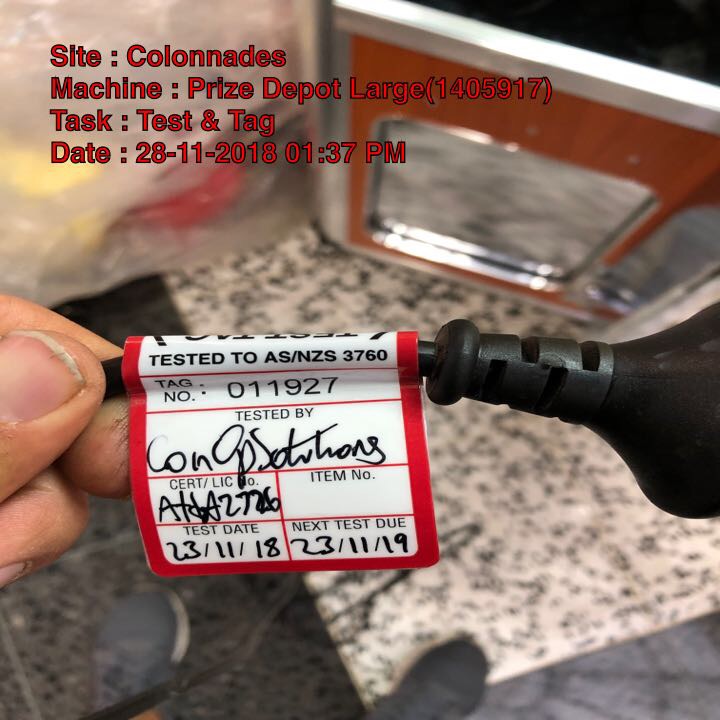 Site : Colonnades
Machine : Prize Depot Large(1405917)
Task : Test & Tag
Date : 28-11-2018 01:37 PM
TESTED TO AS/NZS 3760
TAG NO. : 011927
TESTED BY
CoinOpSolutions
CERT/ LIC No.
ITEM No.
TEST DATE
NEXT TEST DUE
23/11/18
23/11/19